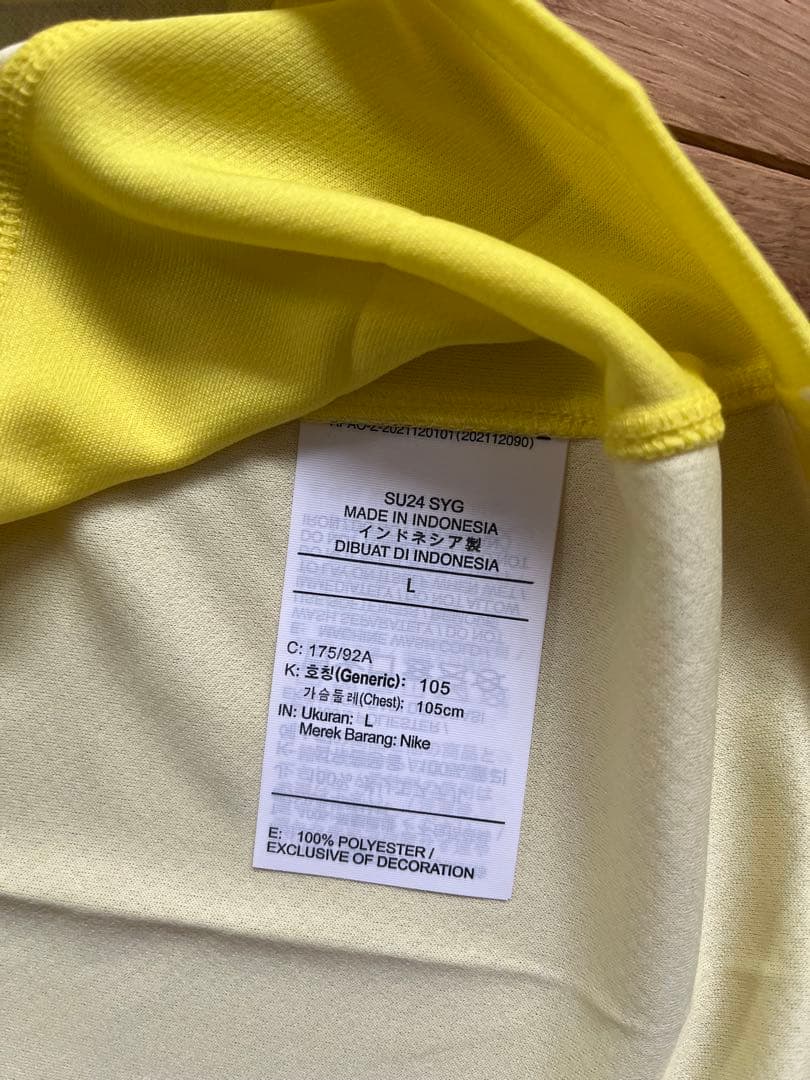 SU24 SYG
MADE IN INDONESIA
インドネシア製
DIBUAT DI INDONESIA
L
C: 175/92A
K: 호칭(Generic): 105
가슴둘레(Chest): 105cm
IN: Ukuran: L
Merek Barang: Nike
E: 100% POLYESTER /
EXCLUSIVE OF DECORATION